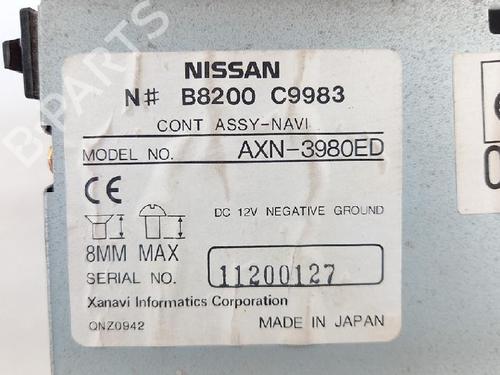 NISSAN
N# B8200 C9983
CONT ASSY-NAVI
MODEL NO. AXN-3980ED
CE
DC 12V NEGATIVE GROUND
8MM MAX
SERIAL NO. 11200127
Xanavi Informatics Corporation
QNZ0942 MADE IN JAPAN
B-PARTS